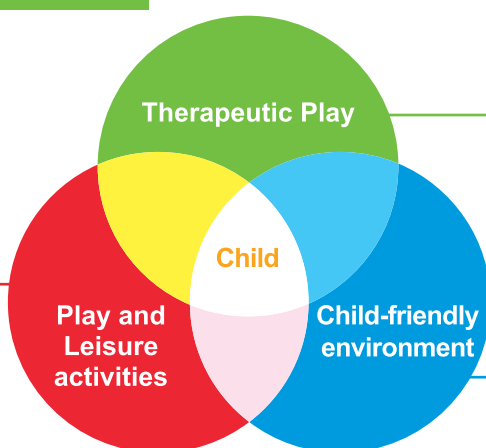 Therapeutic Play
Child
Play and
Leisure
activities
Child-friendly
environment